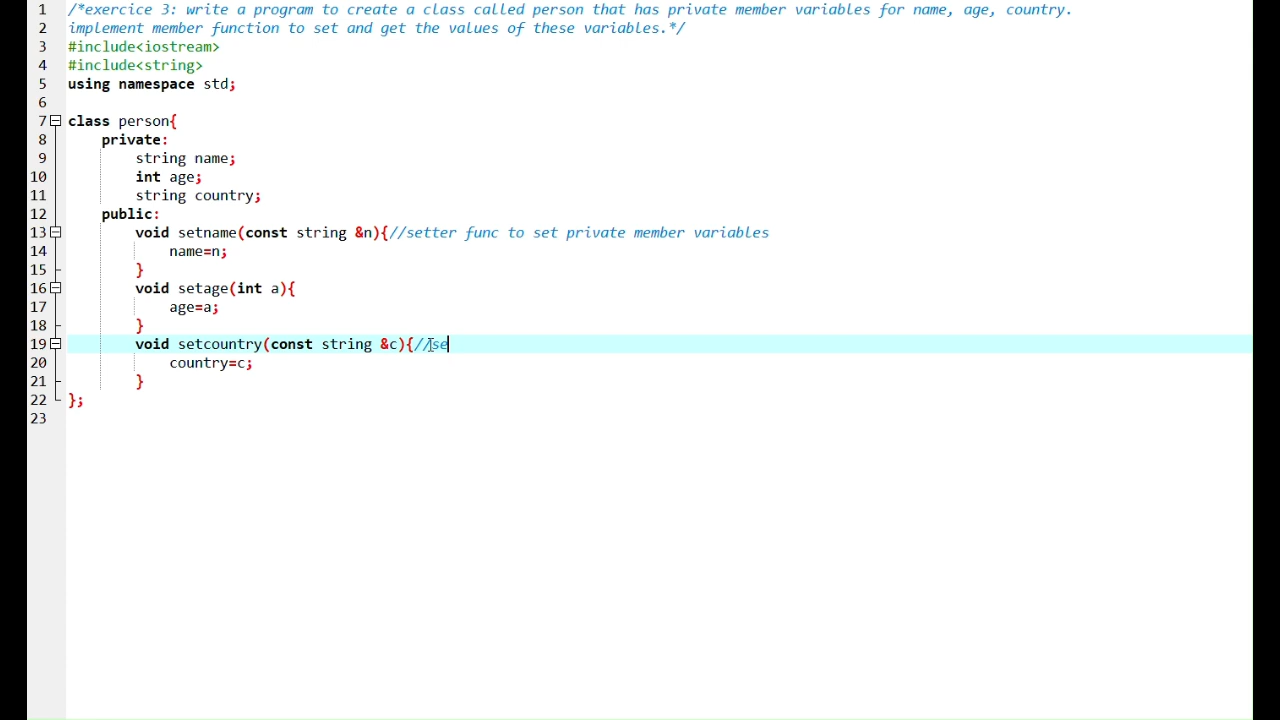 1 /*exercice 3: write a program to create a class called person that has private member variables for name, age, country.
2 implement member function to set and get the values of these variables.*/
3 #include<iostream>
4 #include<string>
5 using namespace std;
6
7 class person{
8 private:
9 string name;
10 int age;
11 string country;
12 public:
13 void setname(const string &n){//setter func to set private member variables
14 name=n;
15 }
16 void setage(int a){
17 age=a;
18 }
19 void setcountry(const string &c){//se
20 country=c;
21 }
22 };
23